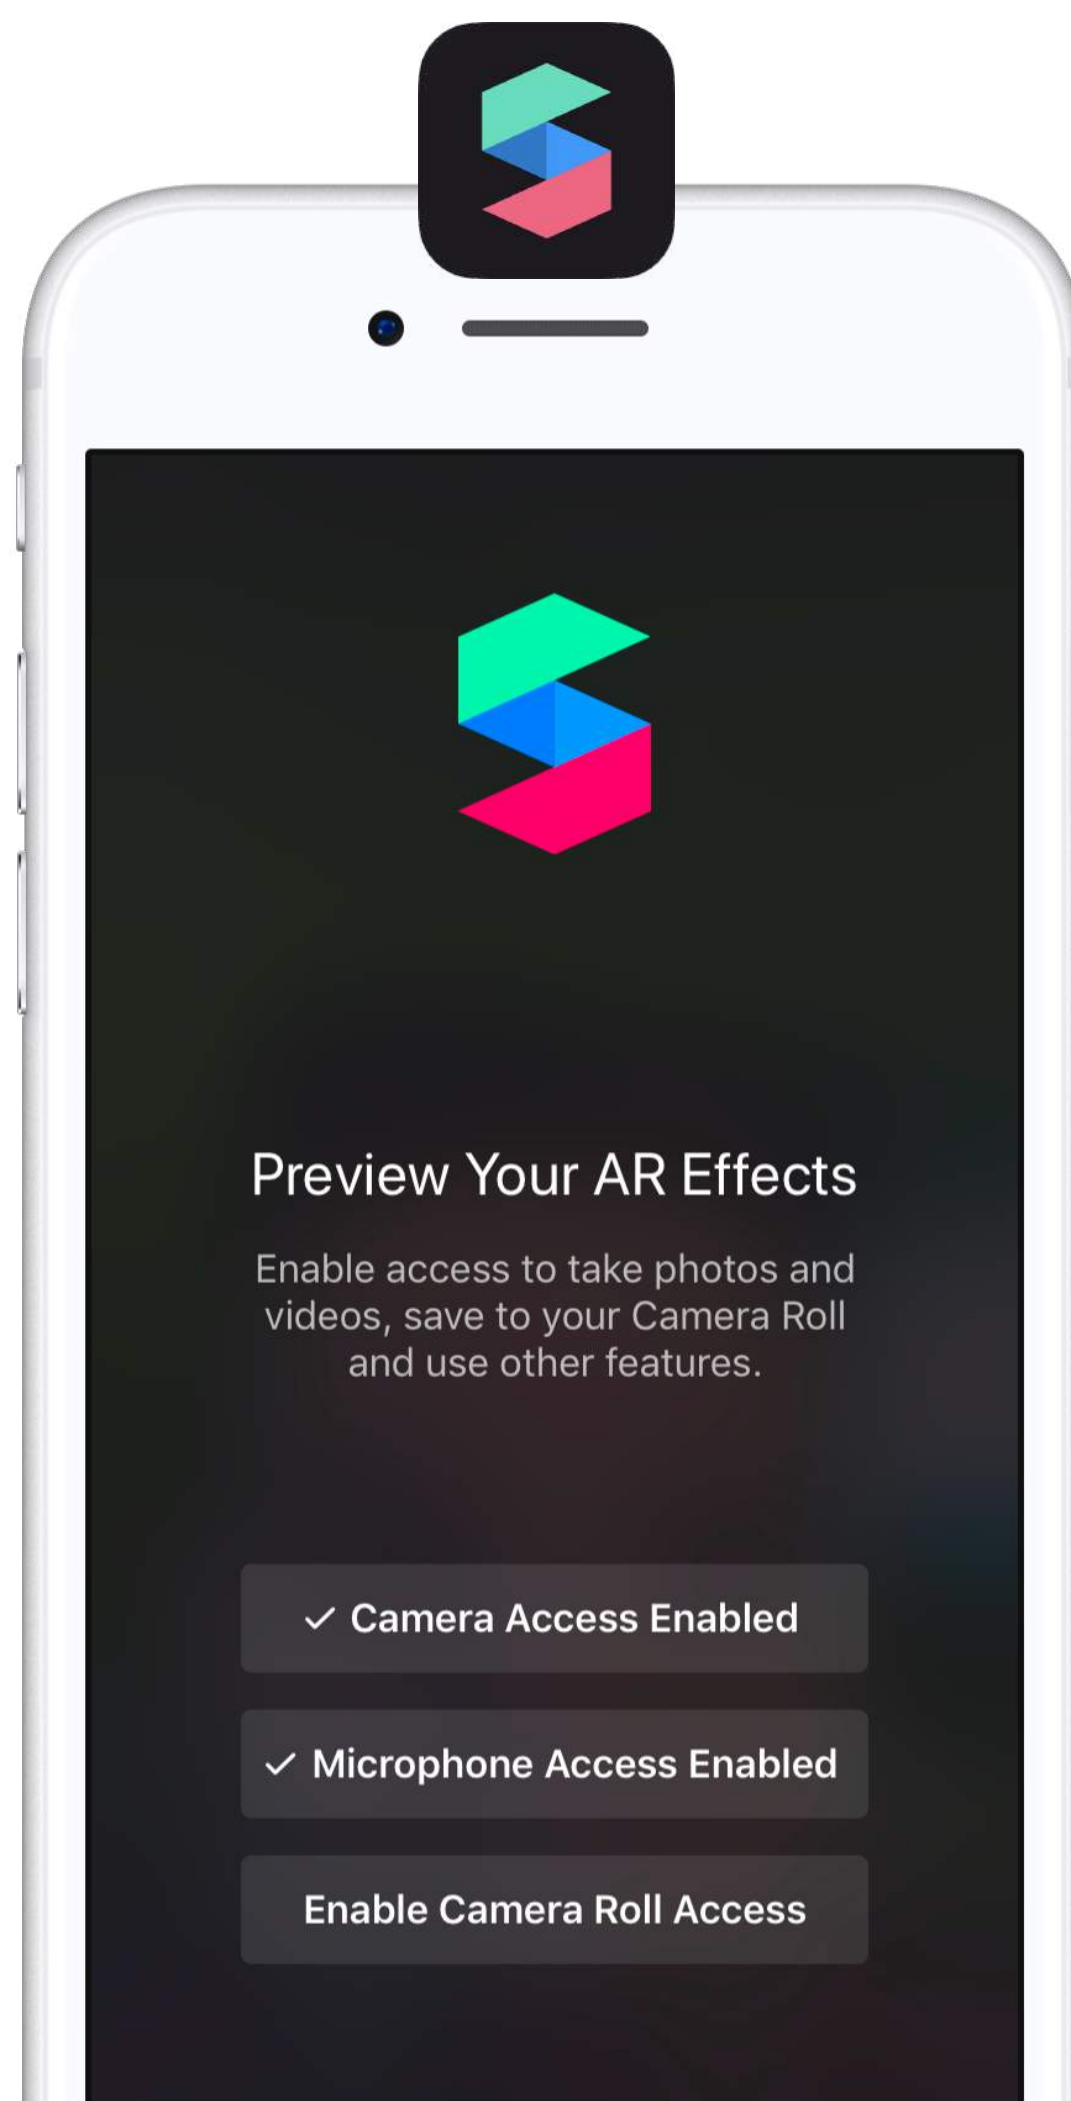 Preview Your AR Effects
Enable access to take photos and
videos, save to your Camera Roll
and use other features.
✓ Camera Access Enabled
✓ Microphone Access Enabled
Enable Camera Roll Access